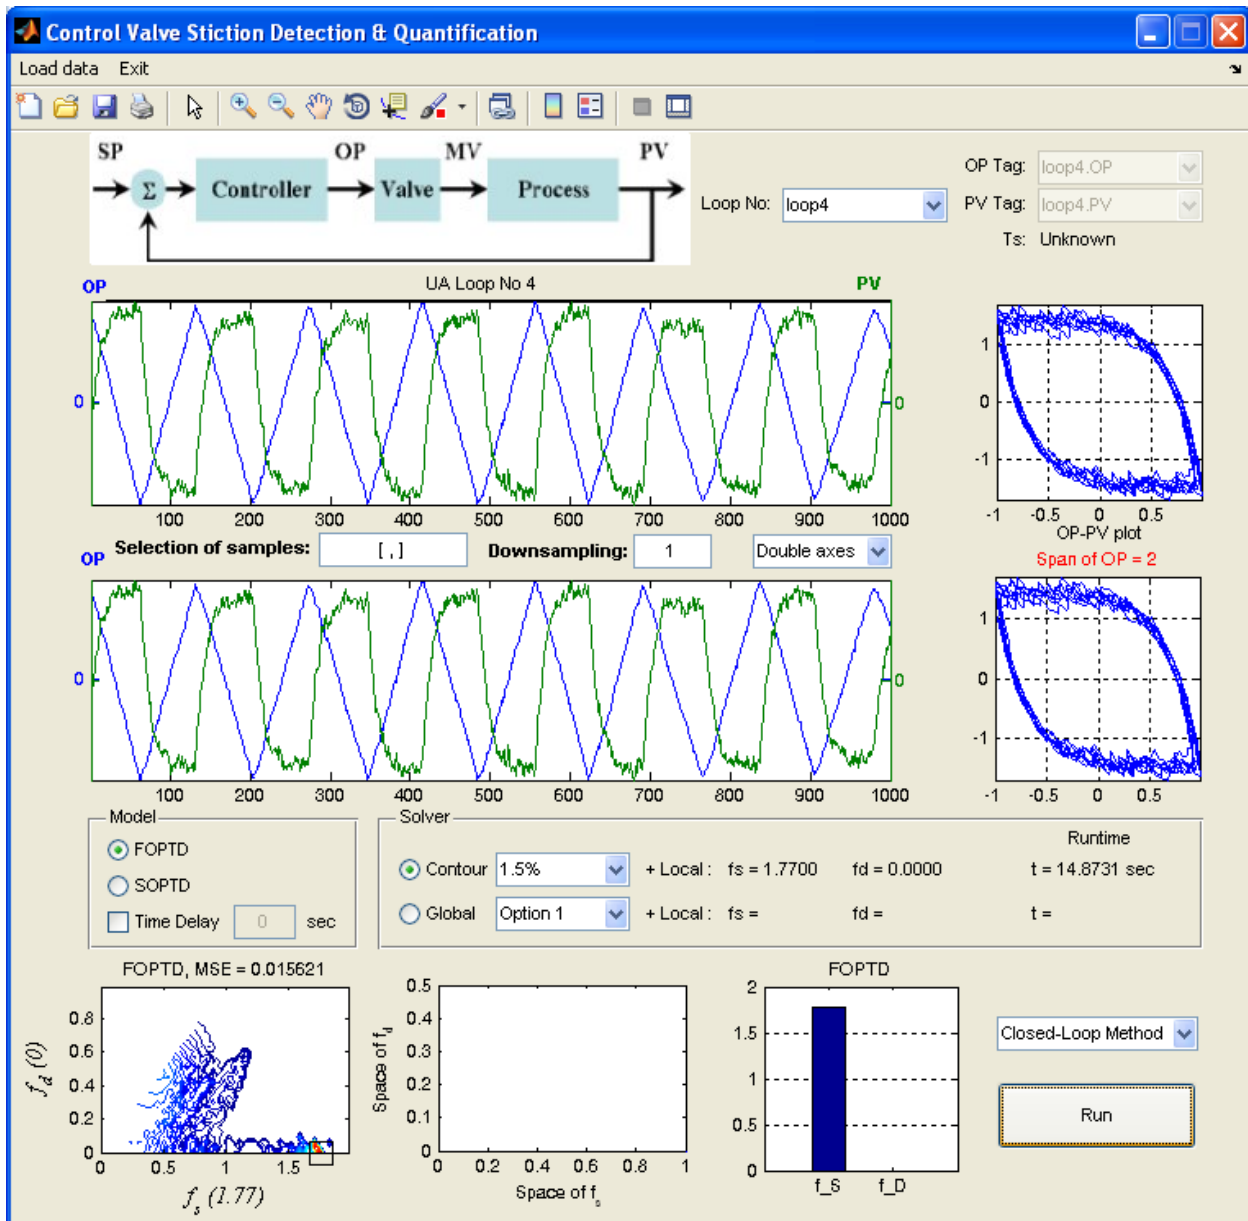 Control Valve Stiction Detection & Quantification
Load data Exit
SP OP MV PV
Σ Controller Valve Process
Loop No: loop4
OP Tag: loop4.OP
PV Tag: loop4.PV
Ts: Unknown
OP UA Loop No 4 PV
0 0
100 200 300 400 500 600 700 800 900 1000
1
0
-1
-1 -0.5 0 0.5
OP-PV plot
Selection of samples: [ , ] Downsampling: 1 Double axes
Span of OP = 2
OP
0 0
100 200 300 400 500 600 700 800 900 1000
1
0
-1
-1 -0.5 0 0.5
Model
FOPTD
SOPTD
Time Delay 0 sec
Solver
Runtime
Contour 1.5% + Local : fs = 1.7700 fd = 0.0000 t = 14.8731 sec
Global Option 1 + Local : fs = fd = t =
FOPTD, MSE = 0.015621
f_d (0)
0.8
0.6
0.4
0.2
0
0 0.5 1 1.5
f_s (1.77)
Space of f_d
0.5
0.4
0.3
0.2
0.1
0
0 0.2 0.4 0.6 0.8 1
Space of f_s
FOPTD
2
1.5
1
0.5
0
f_S f_D
Closed-Loop Method
Run